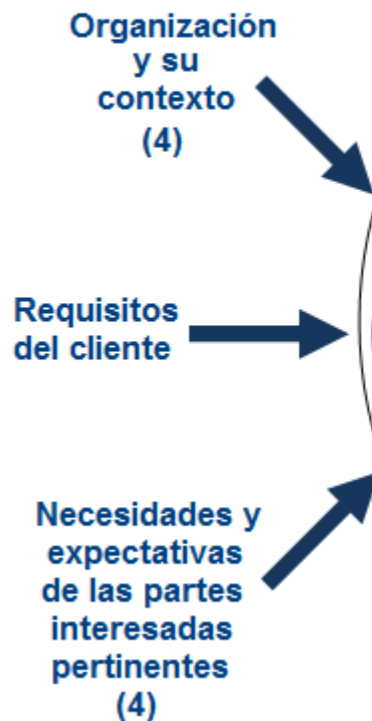 Organización
y su
contexto
(4)
Requisitos
del cliente
Necesidades y
expectativas
de las partes
interesadas
pertinentes
(4)